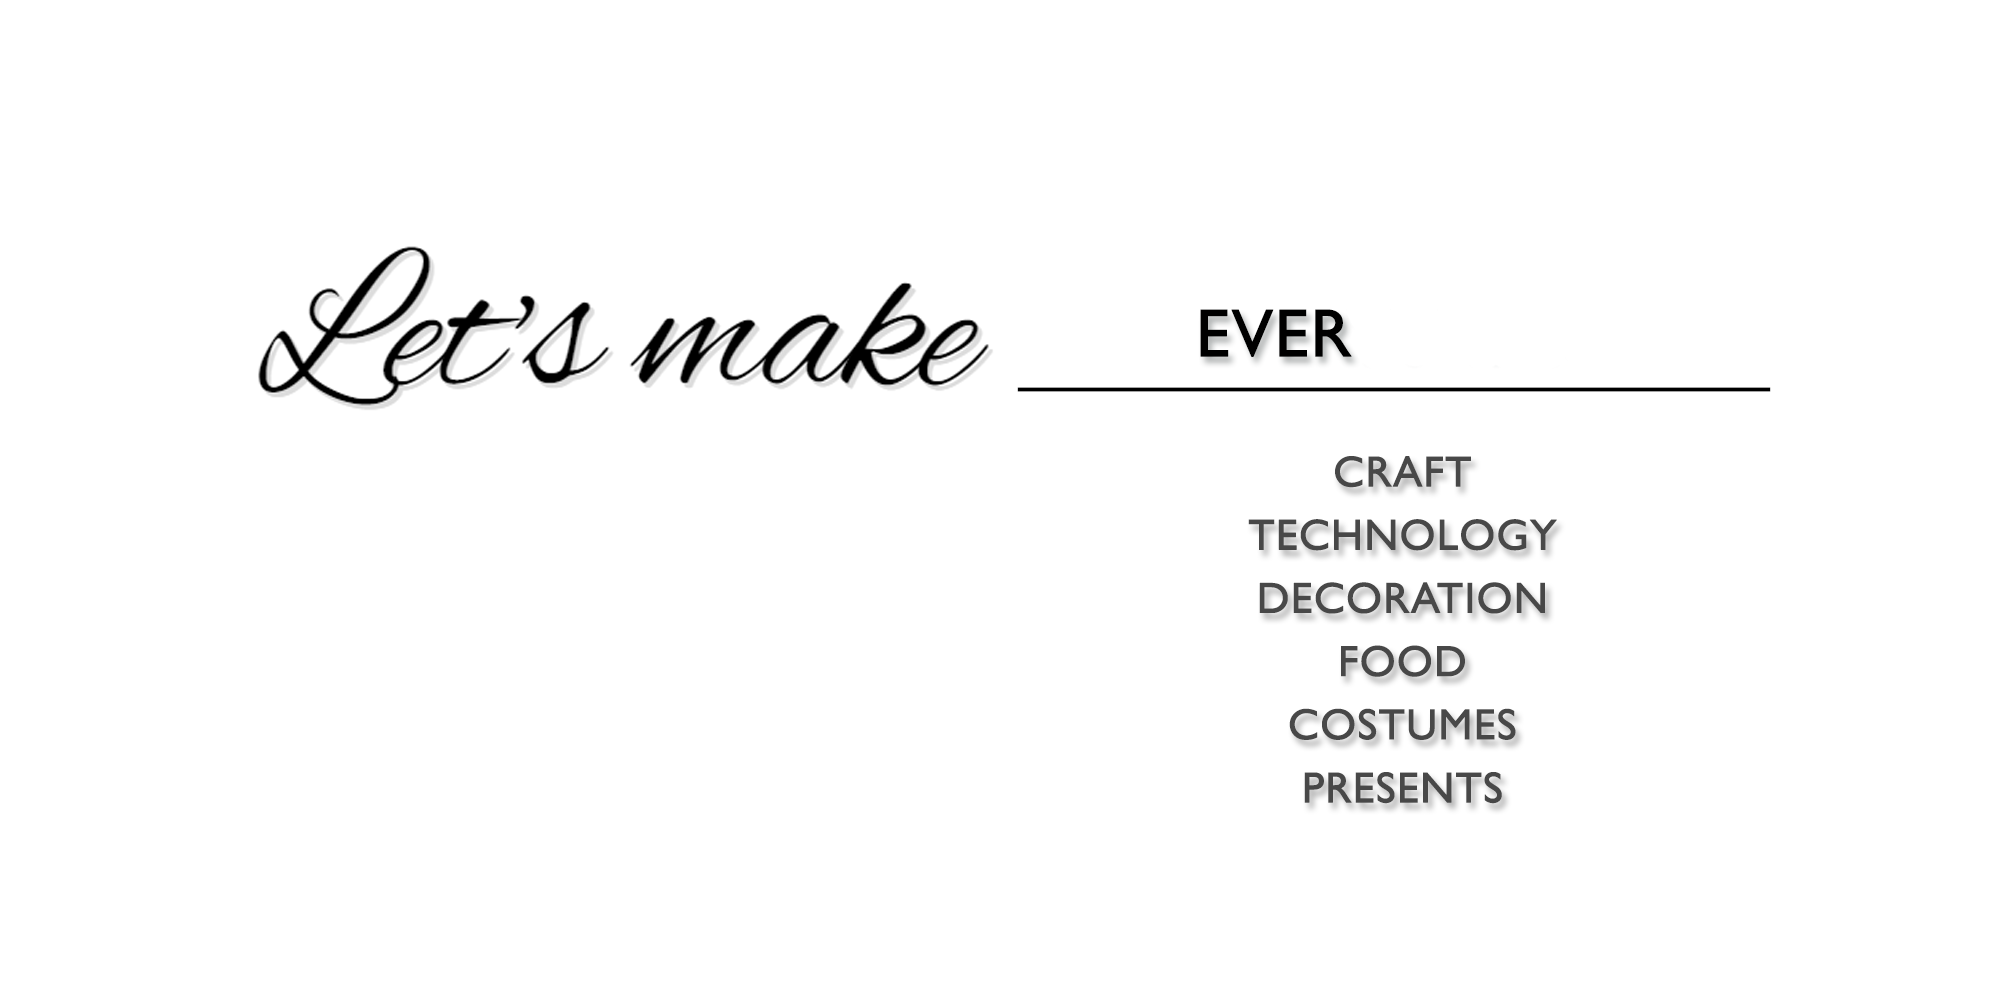 Let's make EVER
CRAFT
TECHNOLOGY
DECORATION
FOOD
COSTUMES
PRESENTS